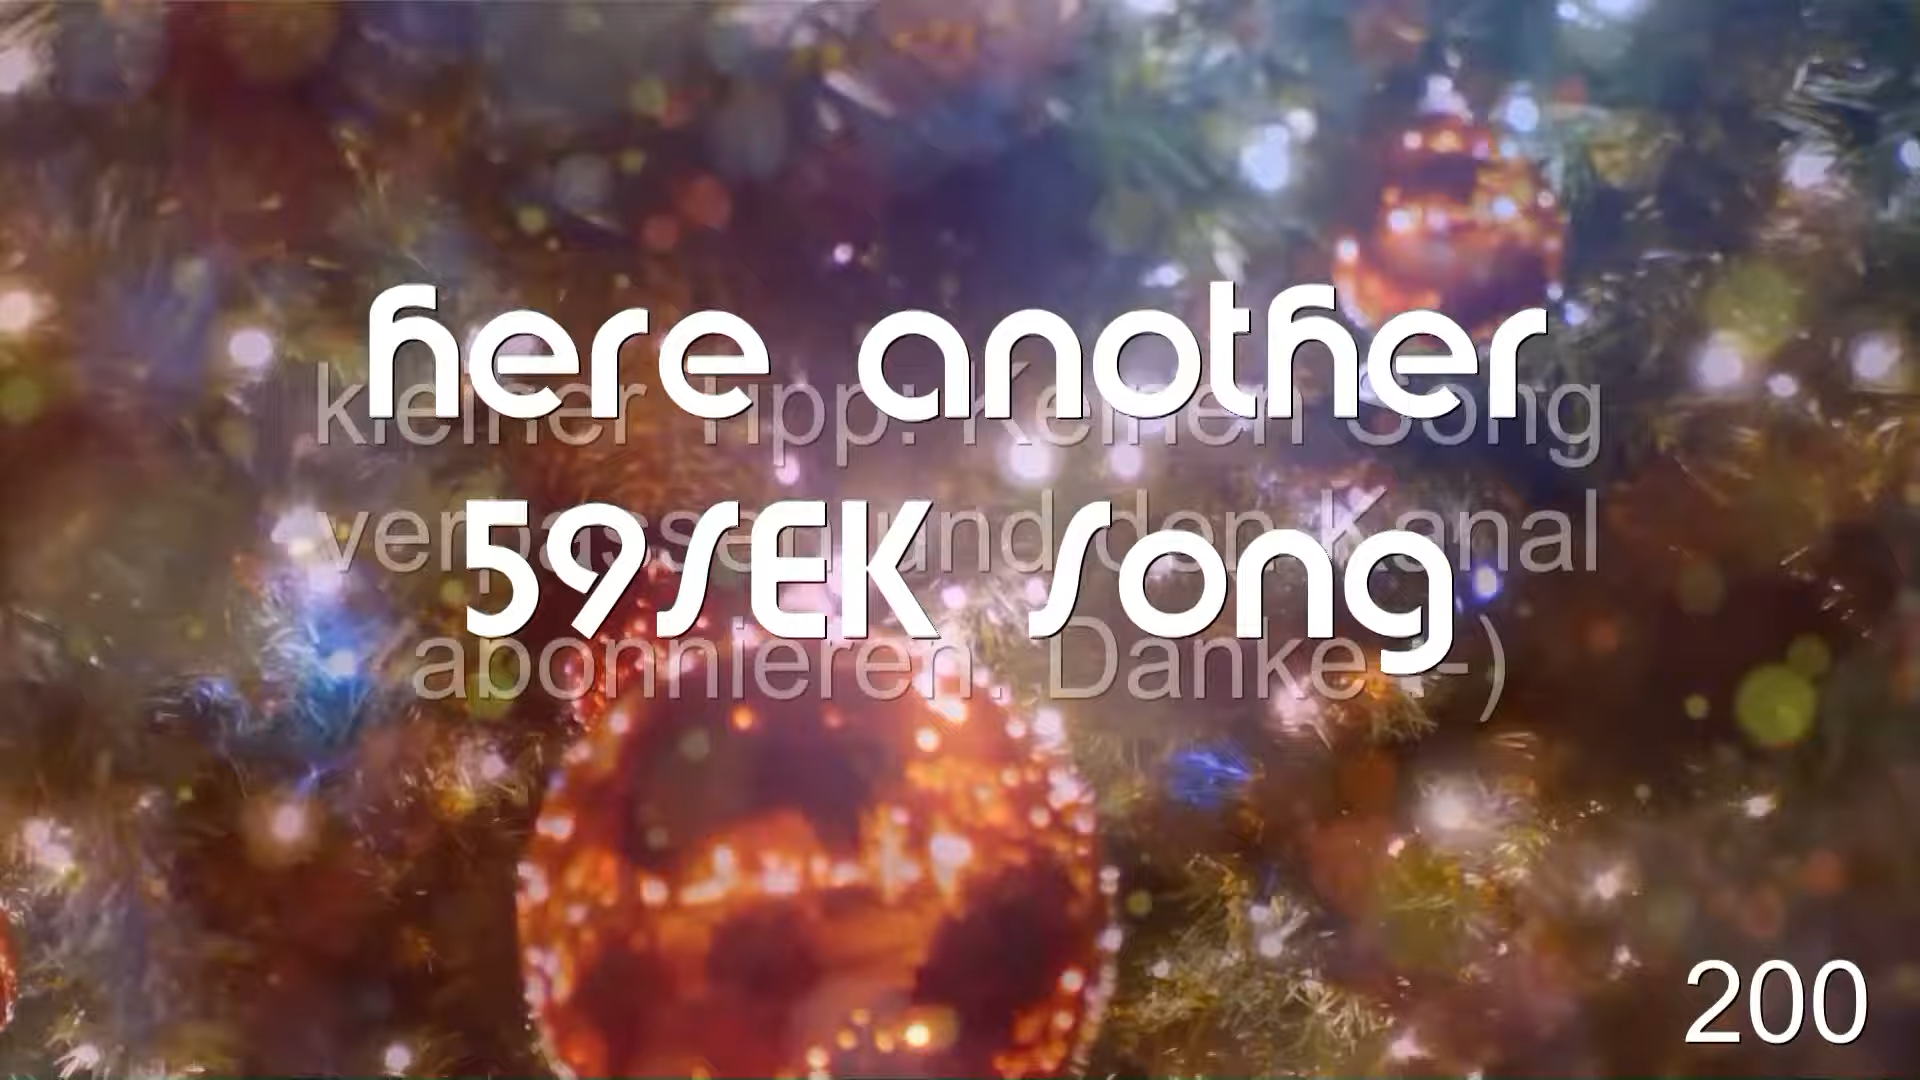 here another
59SEK Song
kleiner Tipp: Keinen Song
verpassen und den Kanal
abonnieren. Danke :-)
200